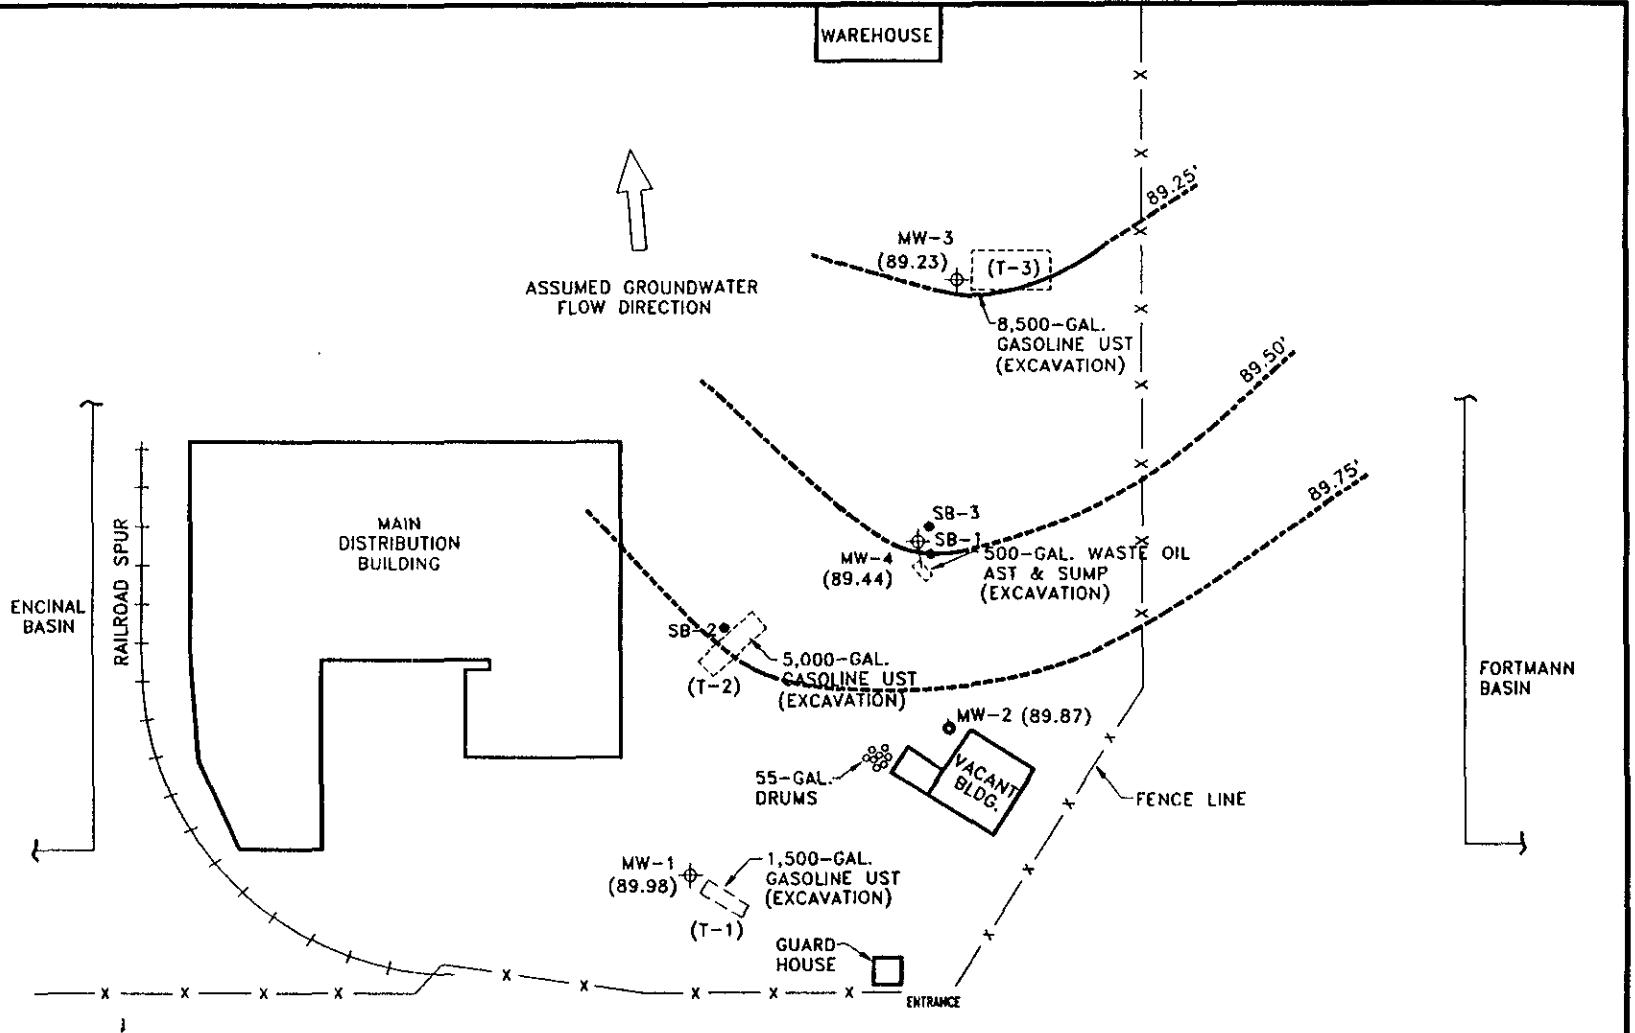 WAREHOUSE
89.25'
MW-3
(89.23)
(T-3)
ASSUMED GROUNDWATER
FLOW DIRECTION
8,500-GAL.
GASOLINE UST
(EXCAVATION)
89.50'
89.75'
MAIN
DISTRIBUTION
BUILDING
RAILROAD SPUR
ENCINAL
BASIN
SB-3
SB-1
MW-4
(89.44)
500-GAL. WASTE OIL
AST & SUMP
(EXCAVATION)
SB-2
5,000-GAL.
GASOLINE UST
(EXCAVATION)
(T-2)
FORTMANN
BASIN
MW-2 (89.87)
VACANT
BLDG.
55-GAL.
DRUMS
FENCE LINE
MW-1
(89.98)
1,500-GAL.
GASOLINE UST
(EXCAVATION)
(T-1)
GUARD
HOUSE
ENTRANCE